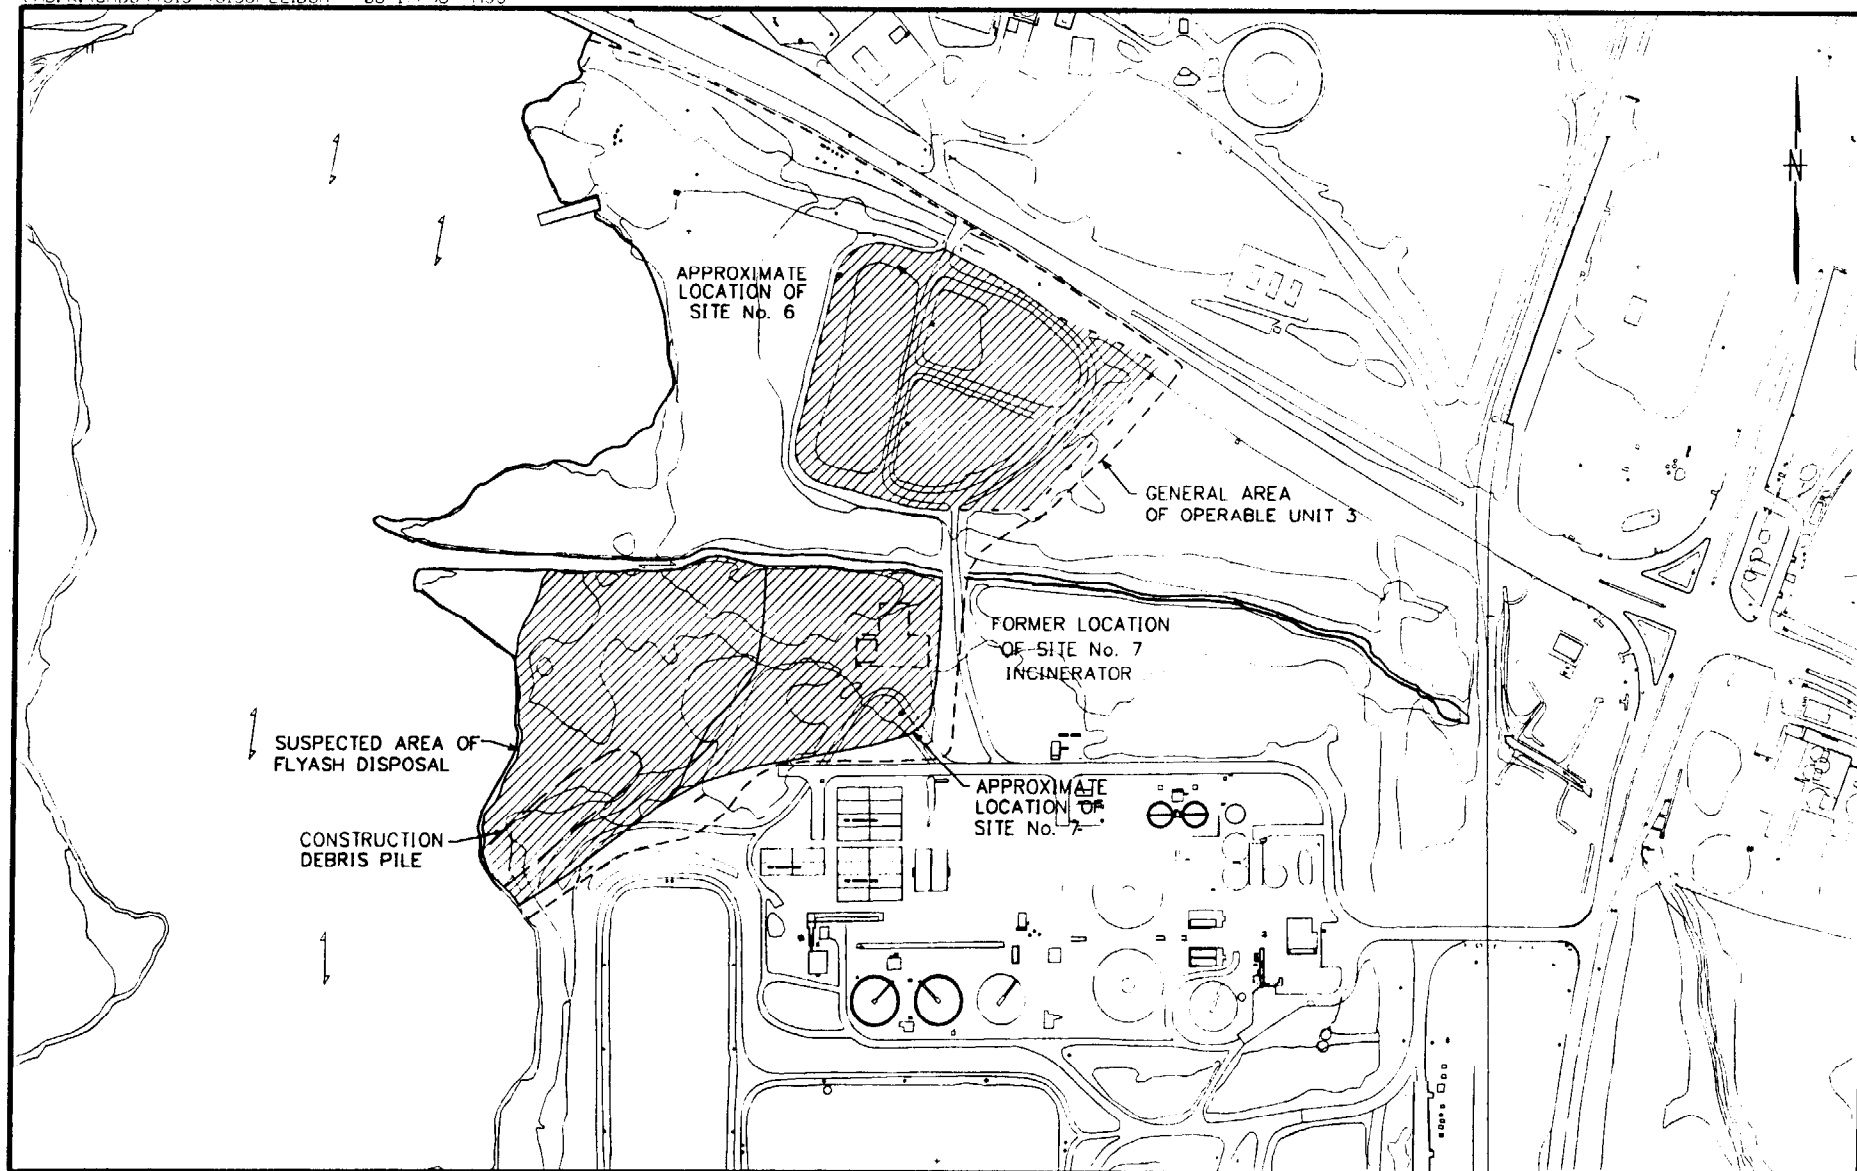 N
APPROXIMATE
LOCATION OF
SITE No. 6
GENERAL AREA
OF OPERABLE UNIT 3
FORMER LOCATION
OF SITE No. 7
INCINERATOR
SUSPECTED AREA OF
FLYASH DISPOSAL
APPROXIMATE
LOCATION OF
SITE No. 7
CONSTRUCTION
DEBRIS PILE